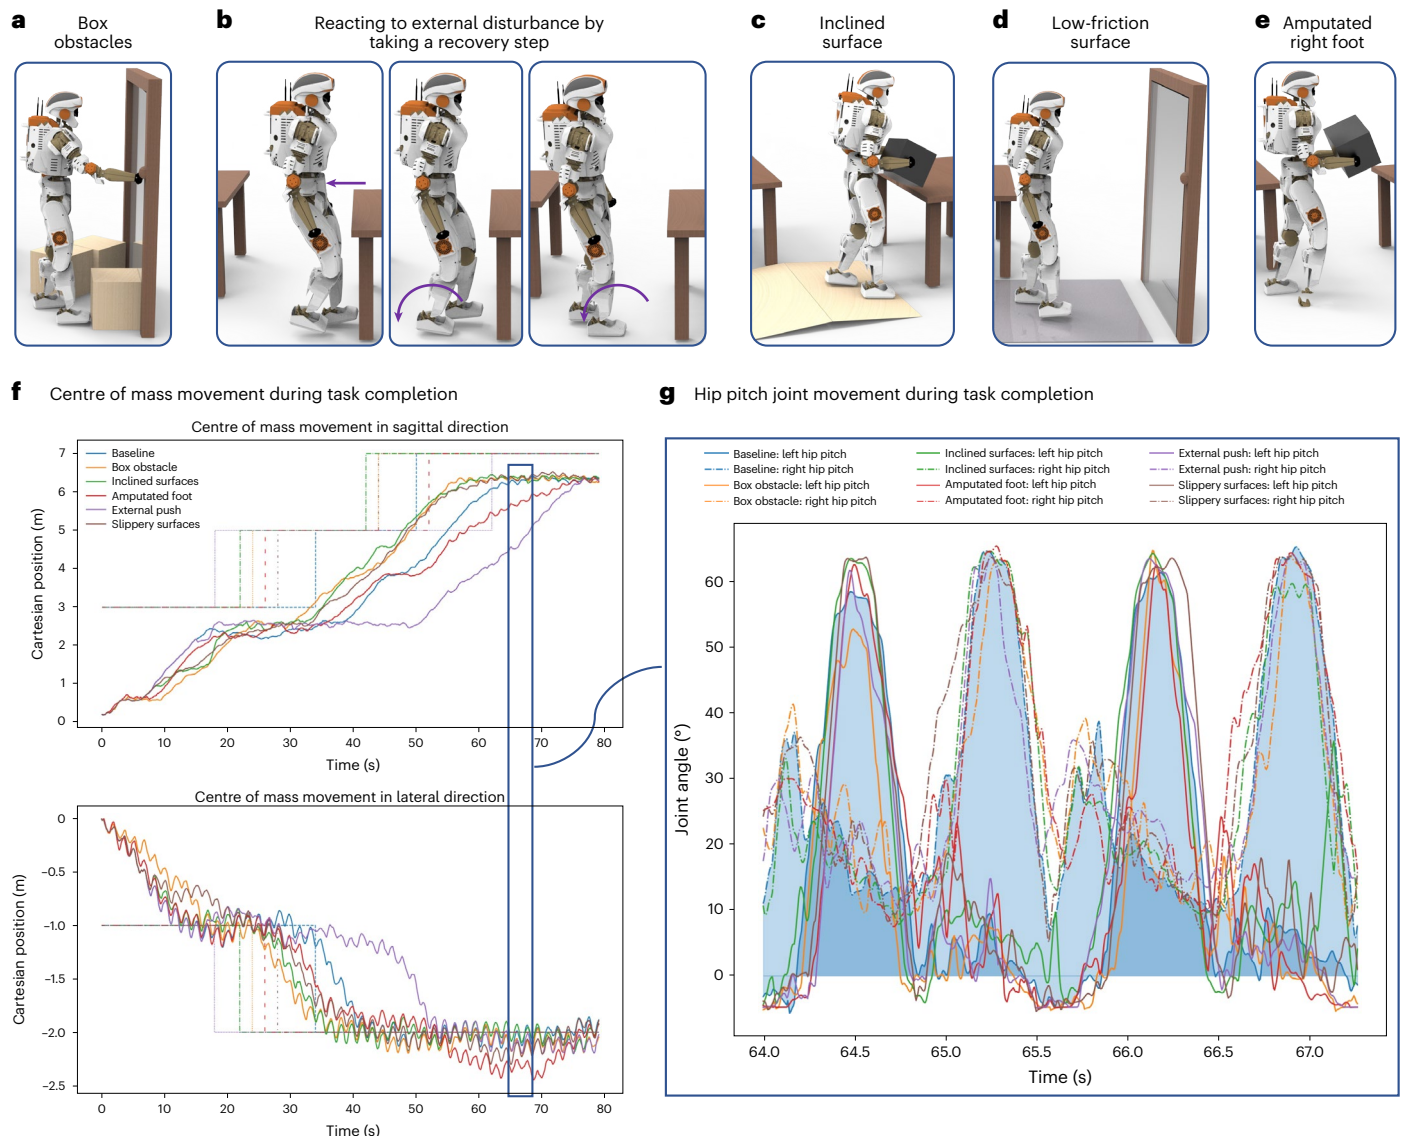 a Box
obstacles
b Reacting to external disturbance by
taking a recovery step
c Inclined
surface
d Low-friction
surface
e Amputated
right foot
f Centre of mass movement during task completion
Centre of mass movement in sagittal direction
Cartesian position (m)
7
6
5
4
3
2
1
0
Baseline
Box obstacle
Inclined surfaces
Amputated foot
External push
Slippery surfaces
0 10 20 30 40 50 60 70 80
Time (s)
Centre of mass movement in lateral direction
Cartesian position (m)
0
–0.5
–1.0
–1.5
–2.0
–2.5
0 10 20 30 40 50 60 70 80
Time (s)
g Hip pitch joint movement during task completion
Baseline: left hip pitch
Baseline: right hip pitch
Box obstacle: left hip pitch
Box obstacle: right hip pitch
Inclined surfaces: left hip pitch
Inclined surfaces: right hip pitch
Amputated foot: left hip pitch
Amputated foot: right hip pitch
External push: left hip pitch
External push: right hip pitch
Slippery surfaces: left hip pitch
Slippery surfaces: right hip pitch
Joint angle (°)
60
50
40
30
20
10
0
64.0 64.5 65.0 65.5 66.0 66.5 67.0
Time (s)